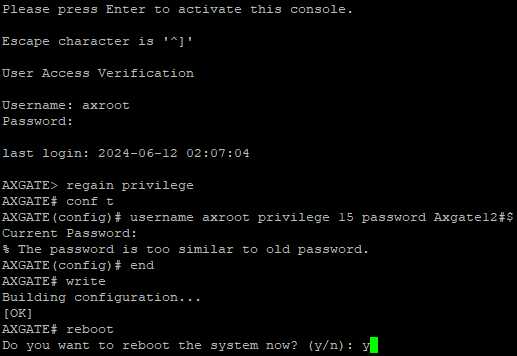 Please press Enter to activate this console.
Escape character is '^]'
User Access Verification
Username: axroot
Password:
last login: 2024-06-12 02:07:04
AXGATE> regain privilege
AXGATE# conf t
AXGATE(config)# username axroot privilege 15 password Axgate12#$
Current Password:
% The password is too similar to old password.
AXGATE(config)# end
AXGATE# write
Building configuration...
[OK]
AXGATE# reboot
Do you want to reboot the system now? (y/n): y